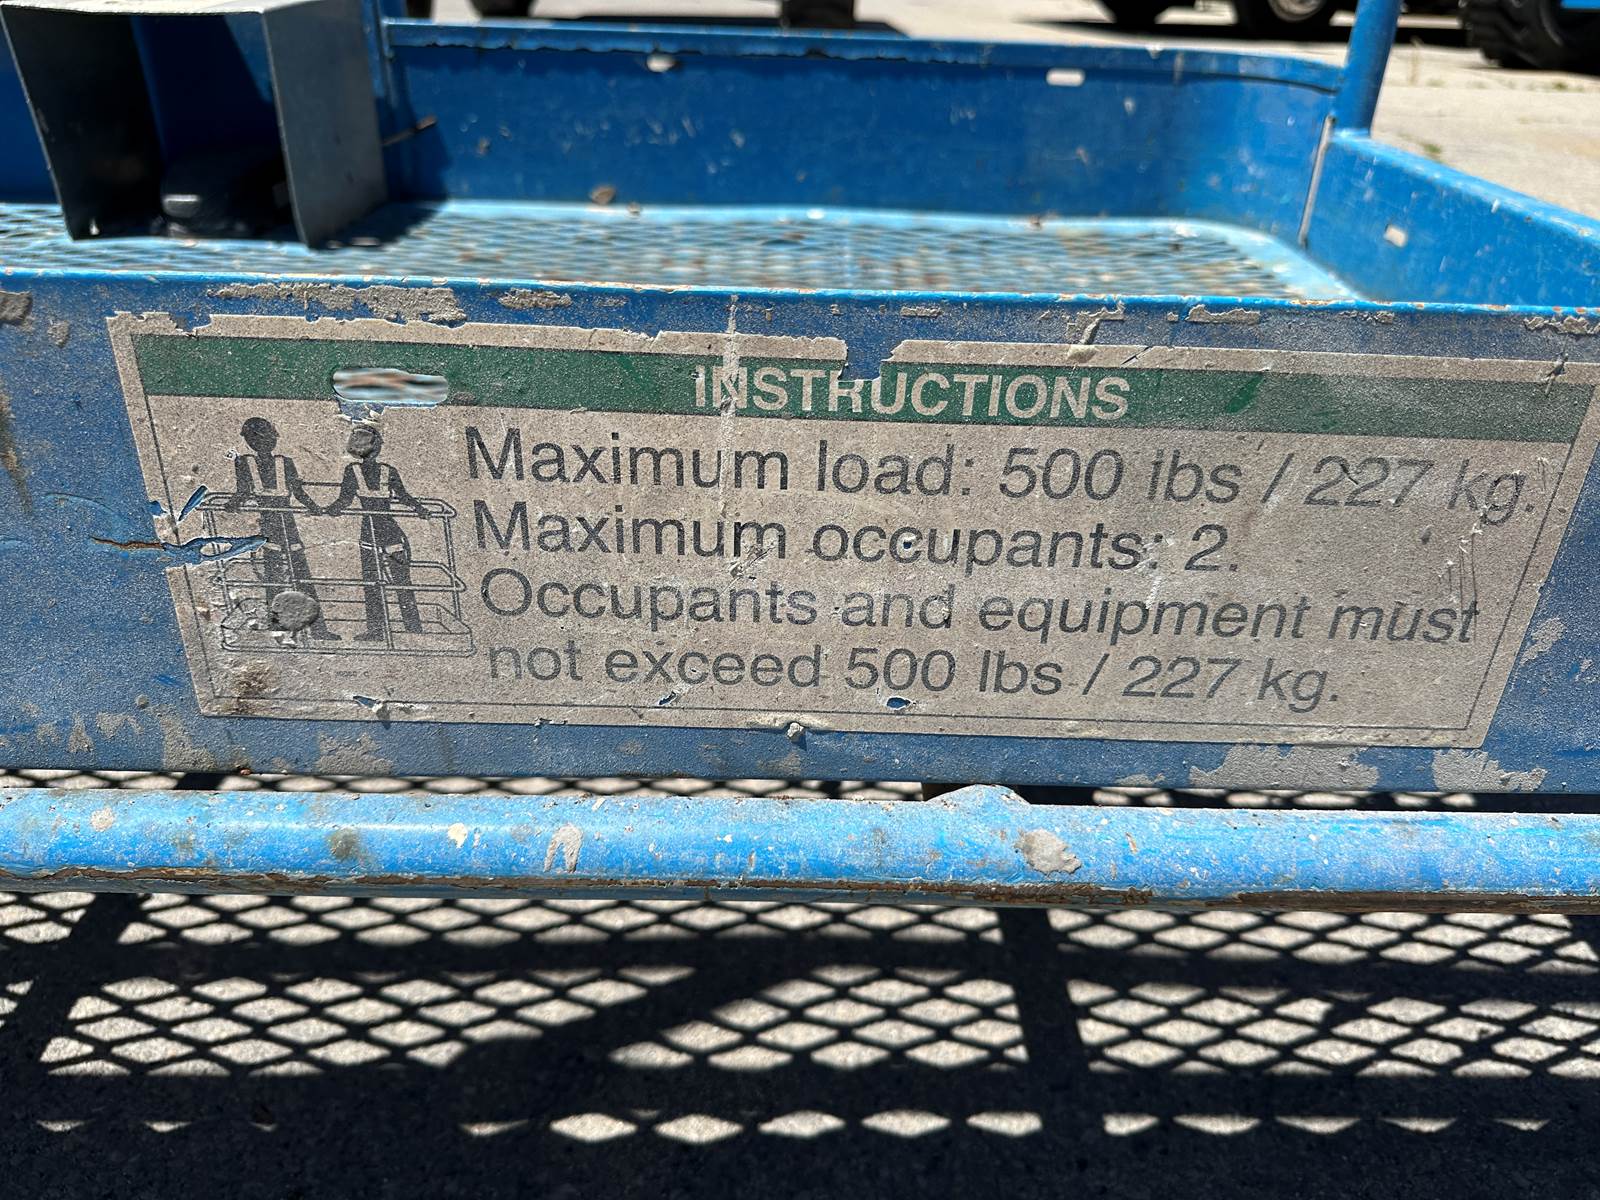 INSTRUCTIONS
Maximum load: 500 ibs / 227 kg.
Maximum occupants: 2.
Occupants and equipment must
not exceed 500 lbs / 227 kg.